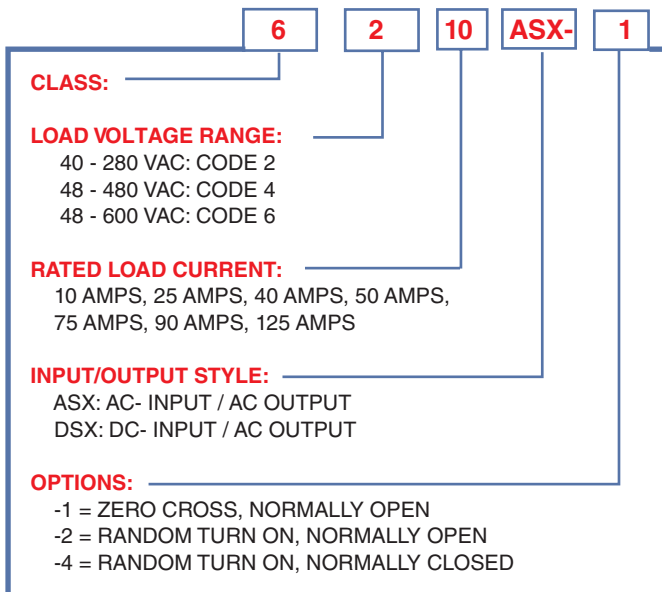 6 2 10 ASX- 1
CLASS:
LOAD VOLTAGE RANGE:
40 - 280 VAC: CODE 2
48 - 480 VAC: CODE 4
48 - 600 VAC: CODE 6
RATED LOAD CURRENT:
10 AMPS, 25 AMPS, 40 AMPS, 50 AMPS,
75 AMPS, 90 AMPS, 125 AMPS
INPUT/OUTPUT STYLE:
ASX: AC- INPUT / AC OUTPUT
DSX: DC- INPUT / AC OUTPUT
OPTIONS:
-1 = ZERO CROSS, NORMALLY OPEN
-2 = RANDOM TURN ON, NORMALLY OPEN
-4 = RANDOM TURN ON, NORMALLY CLOSED